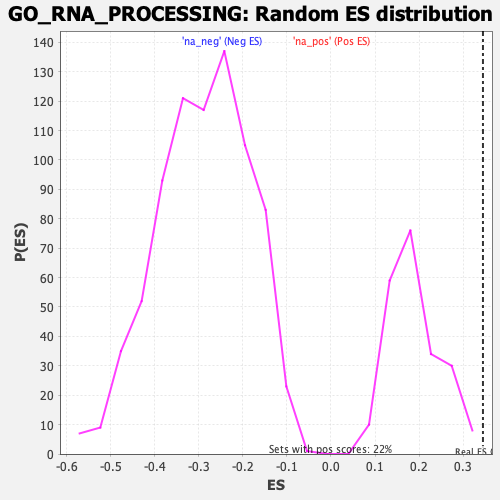 GO_RNA_PROCESSING: Random ES distribution
'na_neg' (Neg ES) 'na_pos' (Pos ES)
140
130
120
110
100
90
80
70
60
50
40
30
20
10
0
P(ES)
Sets with pos scores: 22%
Real ES
-0.6 -0.5 -0.4 -0.3 -0.2 -0.1 0.0 0.1 0.2 0.3
ES